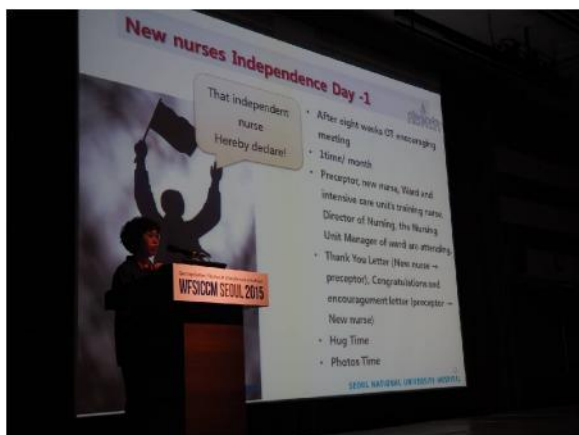 New nurses Independence Day -1
That independent
nurse
Hereby declare!
• After eight weeks OT encouraging
meeting
• 1time/ month
• Preceptor, new nurse, Ward and
intensive care unit's training nurse,
Director of Nursing, the Nursing
Unit Manager of ward are attending.
• Thank You Letter (New nurse →
preceptor), Congratulations and
encouragement letter (preceptor →
New nurse)
• Hug Time
• Photos Time
SEOUL NATIONAL UNIVERSITY HOSPITAL
WFSICCM SEOUL 2015